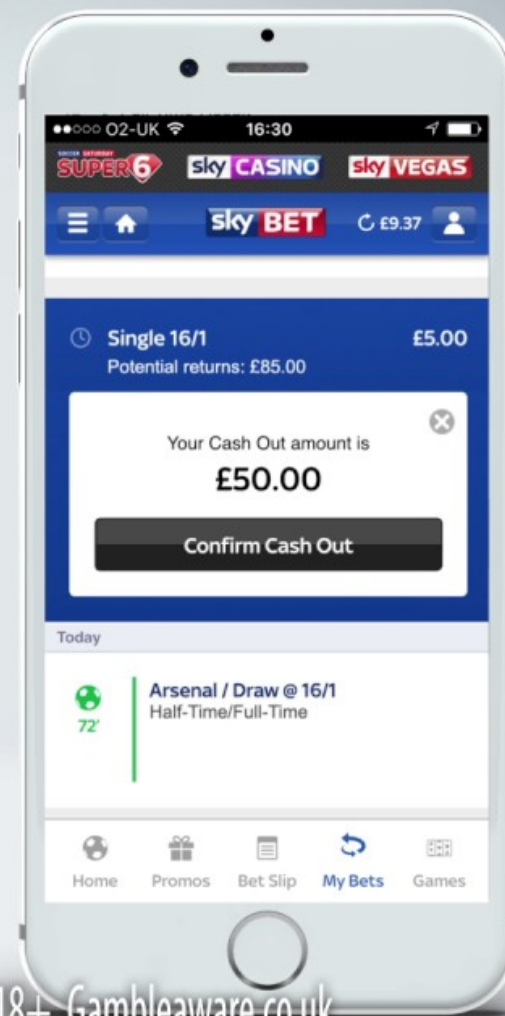 ●●○○○ O2-UK 16:30
SOCCER SATURDAY
SUPER 6 sky CASINO sky VEGAS
sky BET £9.37
Single 16/1 £5.00
Potential returns: £85.00
Your Cash Out amount is
£50.00
Confirm Cash Out
Today
Arsenal / Draw @ 16/1
72' Half-Time/Full-Time
Home Promos Bet Slip My Bets Games
18+ Gambleaware.co.uk